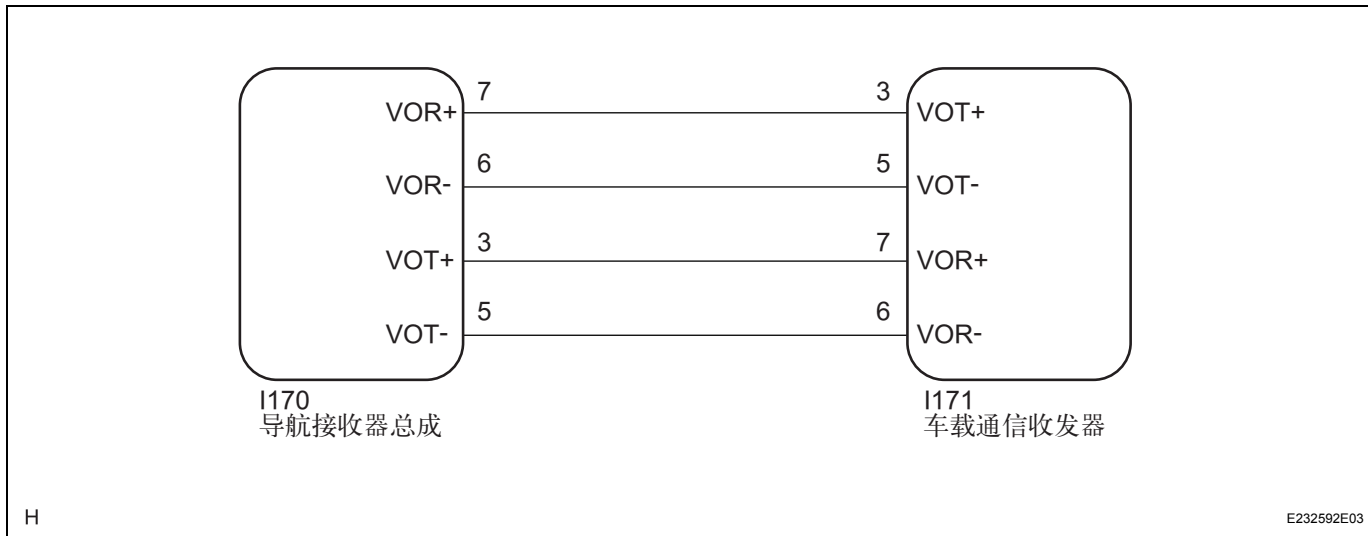 VOR+ 7 3 VOT+
VOR- 6 5 VOT-
VOT+ 3 7 VOR+
VOT- 5 6 VOR-
I170 I171
导航接收器总成 车载通信收发器
H E232592E03